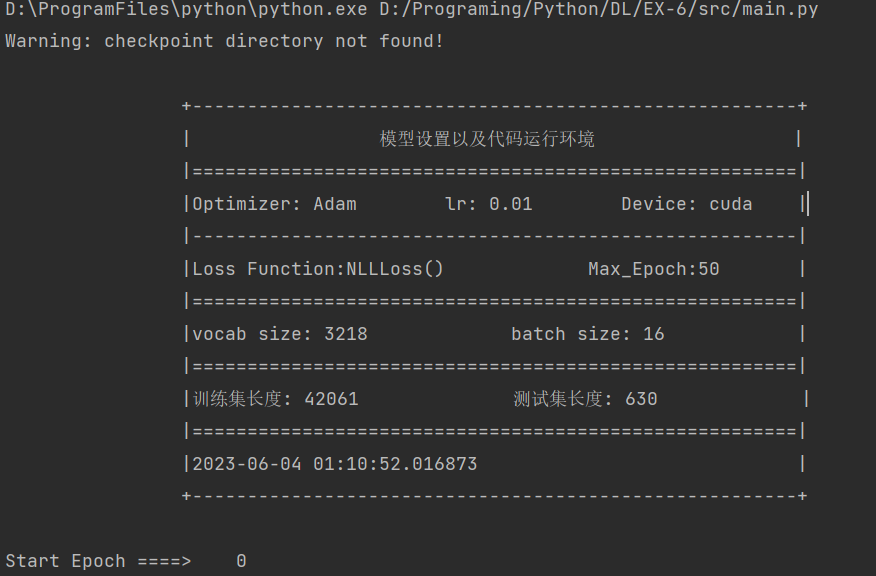 D:\ProgramFiles\python\python.exe D:/Programing/Python/DL/EX-6/src/main.py
Warning: checkpoint directory not found!
+-------------------------------------------------------+
|                 模型设置以及代码运行环境                  |
|=======================================================|
|Optimizer: Adam        lr: 0.01        Device: cuda    |
|-------------------------------------------------------|
|Loss Function:NLLLoss()             Max_Epoch:50       |
|=======================================================|
|vocab size: 3218             batch size: 16            |
|=======================================================|
|训练集长度: 42061              测试集长度: 630             |
|=======================================================|
|2023-06-04 01:10:52.016873                             |
+-------------------------------------------------------+
Start Epoch ====>    0